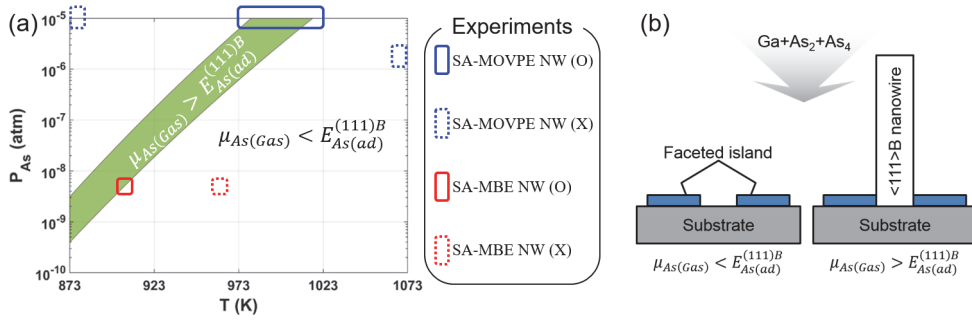 (a)
10^-5
10^-6
10^-7
10^-8
10^-9
10^-10
P_As (atm)
873
923
973
1023
1073
T (K)
μ_As(Gas) > E_As(ad)^(111)B
μ_As(Gas) < E_As(ad)^(111)B
Experiments
SA-MOVPE NW (O)
SA-MOVPE NW (X)
SA-MBE NW (O)
SA-MBE NW (X)
(b)
Ga+As₂+As₄
Faceted island
<111>B nanowire
Substrate
Substrate
μ_As(Gas) < E_As(ad)^(111)B
μ_As(Gas) > E_As(ad)^(111)B